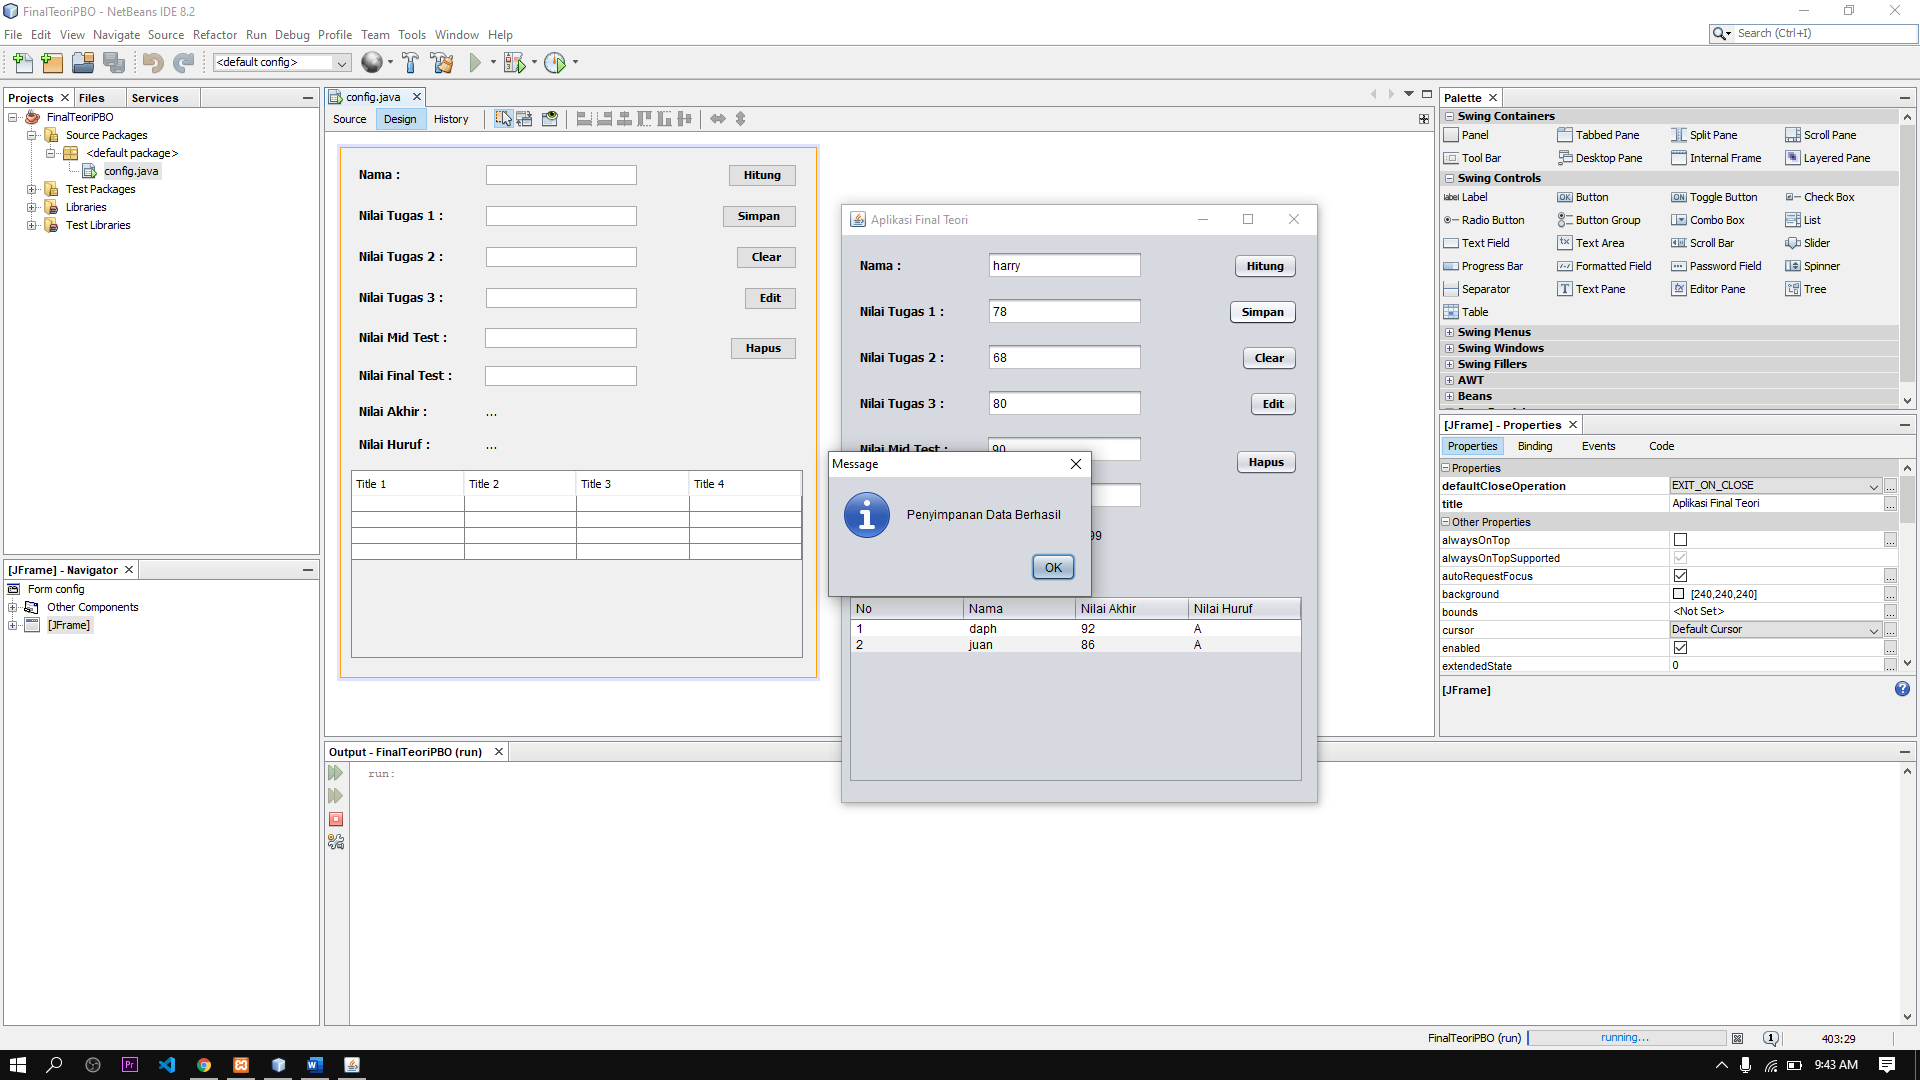 FinalTeoriPBO - NetBeans IDE 8.2
File Edit View Navigate Source Refactor Run Debug Profile Team Tools Window Help
Search (Ctrl+I)
<default config>
Projects Files Services
FinalTeoriPBO
Source Packages
<default package>
config.java
Test Packages
Libraries
Test Libraries
[JFrame] - Navigator
Form config
Other Components
[JFrame]
config.java
Source Design History
Nama :
Hitung
Nilai Tugas 1 :
Simpan
Nilai Tugas 2 :
Clear
Nilai Tugas 3 :
Edit
Nilai Mid Test :
Hapus
Nilai Final Test :
Nilai Akhir : ...
Nilai Huruf : ...
Title 1 Title 2 Title 3 Title 4
Aplikasi Final Teori
Nama : harry Hitung
Nilai Tugas 1 : 78 Simpan
Nilai Tugas 2 : 68 Clear
Nilai Tugas 3 : 80 Edit
Nilai Mid Test : 90
Hapus
Message
Penyimpanan Data Berhasil
OK
99
No Nama Nilai Akhir Nilai Huruf
1 daph 92 A
2 juan 86 A
Output - FinalTeoriPBO (run)
run:
Palette
Swing Containers
Panel Tabbed Pane Split Pane Scroll Pane
Tool Bar Desktop Pane Internal Frame Layered Pane
Swing Controls
Label Button Toggle Button Check Box
Radio Button Button Group Combo Box List
Text Field Text Area Scroll Bar Slider
Progress Bar Formatted Field Password Field Spinner
Separator Text Pane Editor Pane Tree
Table
Swing Menus
Swing Windows
Swing Fillers
AWT
Beans
[JFrame] - Properties
Properties Binding Events Code
Properties
defaultCloseOperation EXIT_ON_CLOSE
title Aplikasi Final Teori
Other Properties
alwaysOnTop
alwaysOnTopSupported
autoRequestFocus
background [240,240,240]
bounds <Not Set>
cursor Default Cursor
enabled
extendedState 0
[JFrame]
FinalTeoriPBO (run) running... 1 403:29
9:43 AM